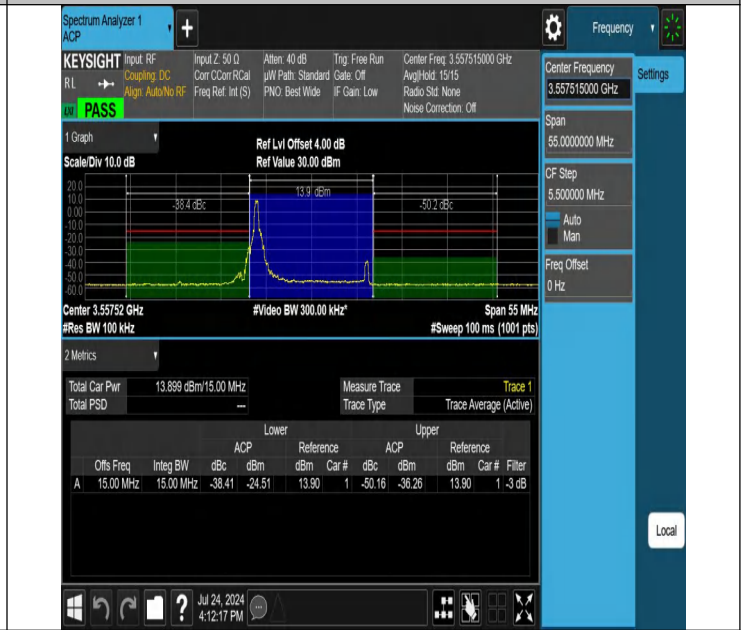 Spectrum Analyzer 1
ACP
Frequency
KEYSIGHT
RL
PASS
Input: RF
Coupling: DC
Align: Auto/No RF
Input Z: 50 Ω
Corr CCorr RCal
Freq Ref: Int (S)
Atten: 40 dB
µW Path: Standard
PNO: Best Wide
Trig: Free Run
Gate: Off
IF Gain: Low
Center Freq: 3.557515000 GHz
Avg|Hold: 15/15
Radio Std: None
Noise Correction: Off
Center Frequency
3.557515000 GHz
Settings
Span
55.0000000 MHz
CF Step
5.500000 MHz
Auto
Man
Freq Offset
0 Hz
1 Graph
Scale/Div 10.0 dB
Ref Lvl Offset 4.00 dB
Ref Value 30.00 dBm
20.0
10.0
0.00
-10.0
-20.0
-30.0
-40.0
-50.0
-60.0
-38.4 dBc
13.9 dBm
-50.2 dBc
Center 3.55752 GHz
#Video BW 300.00 kHz*
Span 55 MHz
#Res BW 100 kHz
#Sweep 100 ms (1001 pts)
2 Metrics
Total Car Pwr 13.899 dBm/15.00 MHz
Total PSD ---
Measure Trace Trace 1
Trace Type Trace Average (Active)
Lower Upper
ACP Reference ACP Reference
Offs Freq Integ BW dBc dBm dBm Car # dBc dBm dBm Car # Filter
A 15.00 MHz 15.00 MHz -38.41 -24.51 13.90 1 -50.16 -36.26 13.90 1 -3 dB
Local
Jul 24, 2024
4:12:17 PM